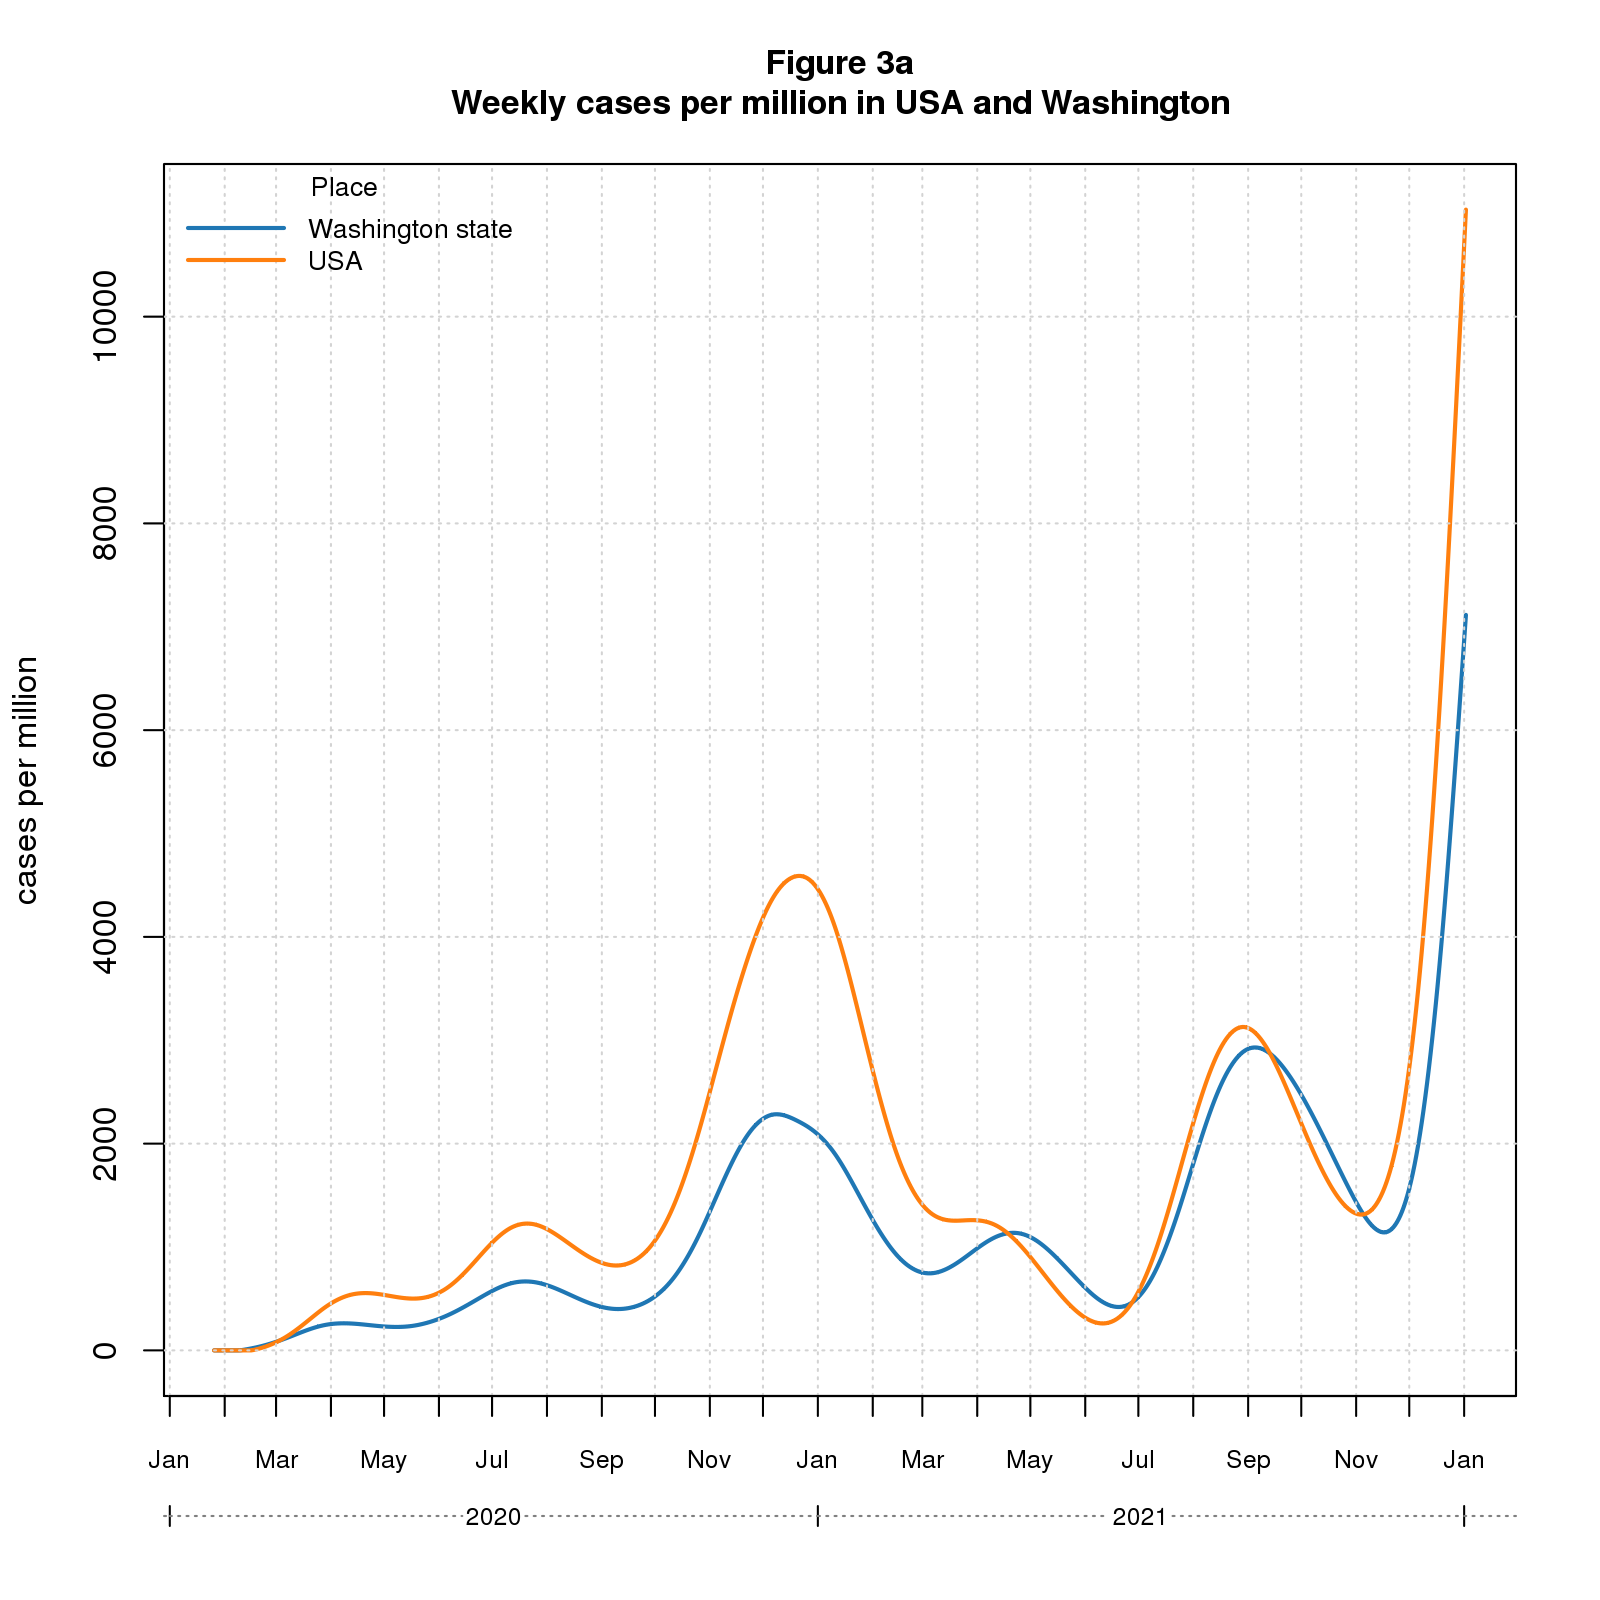 Figure 3a
Weekly cases per million in USA and Washington
Place
Washington state
USA
cases per million
10000
8000
6000
4000
2000
0
Jan Mar May Jul Sep Nov Jan Mar May Jul Sep Nov Jan
2020 2021